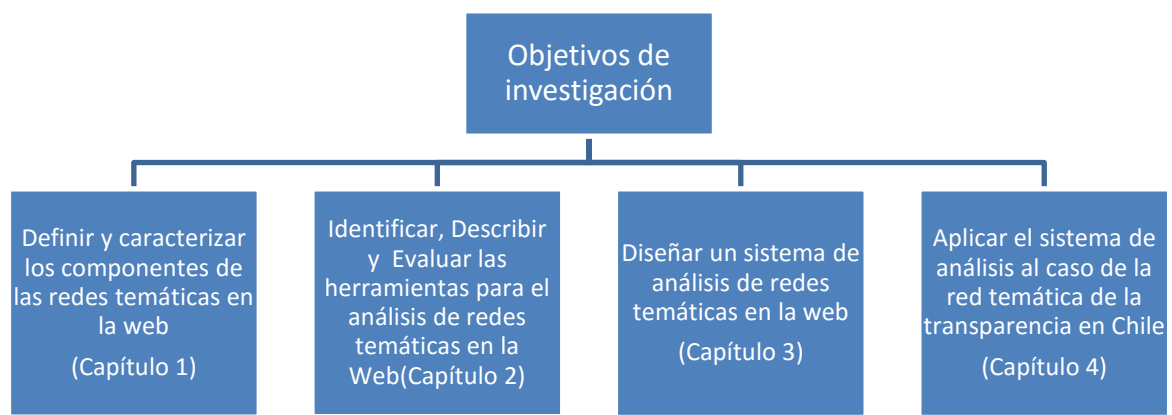 Objetivos de
investigación
Definir y caracterizar
los componentes de
las redes temáticas en
la web
(Capítulo 1)
Identificar, Describir
y Evaluar las
herramientas para el
análisis de redes
temáticas en la
Web(Capítulo 2)
Diseñar un sistema de
análisis de redes
temáticas en la web
(Capítulo 3)
Aplicar el sistema de
análisis al caso de la
red temática de la
transparencia en Chile
(Capítulo 4)